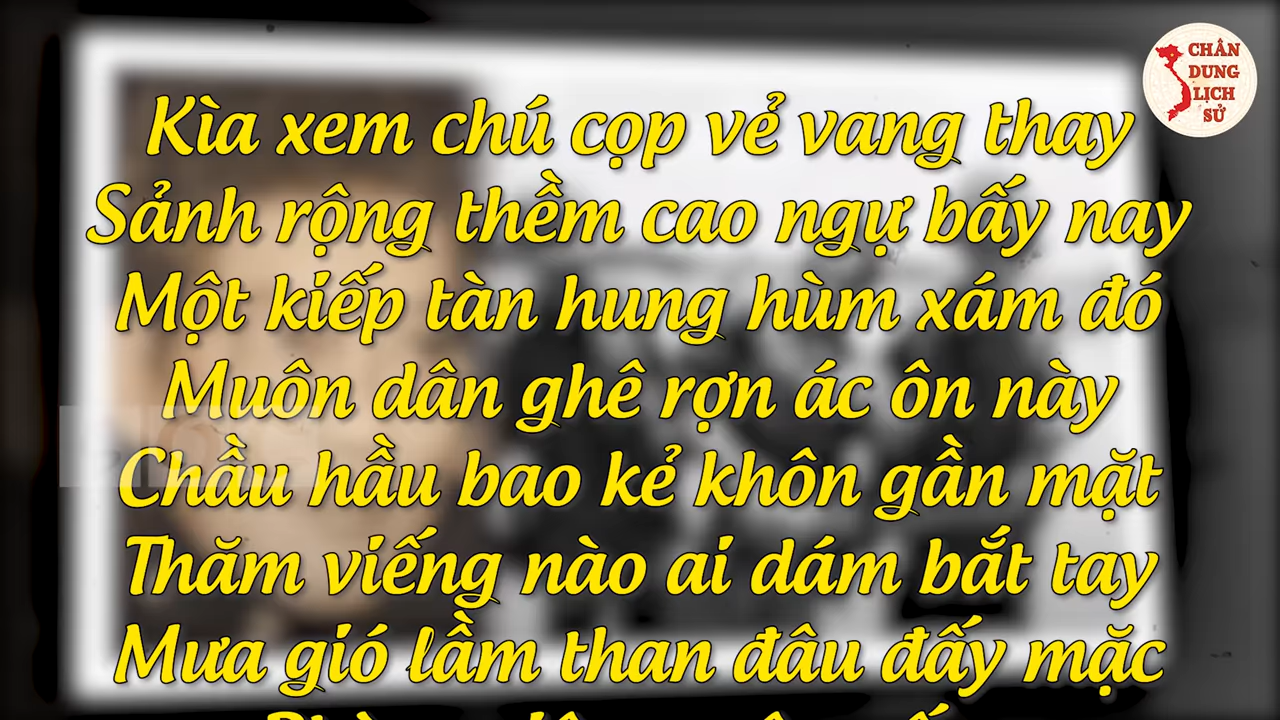 CHÂN
DUNG
LỊCH
SỬ
Kìa xem chú cọp vẻ vang thay
Sảnh rộng thềm cao ngự bấy nay
Một kiếp tàn hung hùm xám đó
Muôn dân ghê rợn ác ôn này
Chầu hầu bao kẻ khôn gần mặt
Thăm viếng nào ai dám bắt tay
Mưa gió lầm than đâu đấy mặc